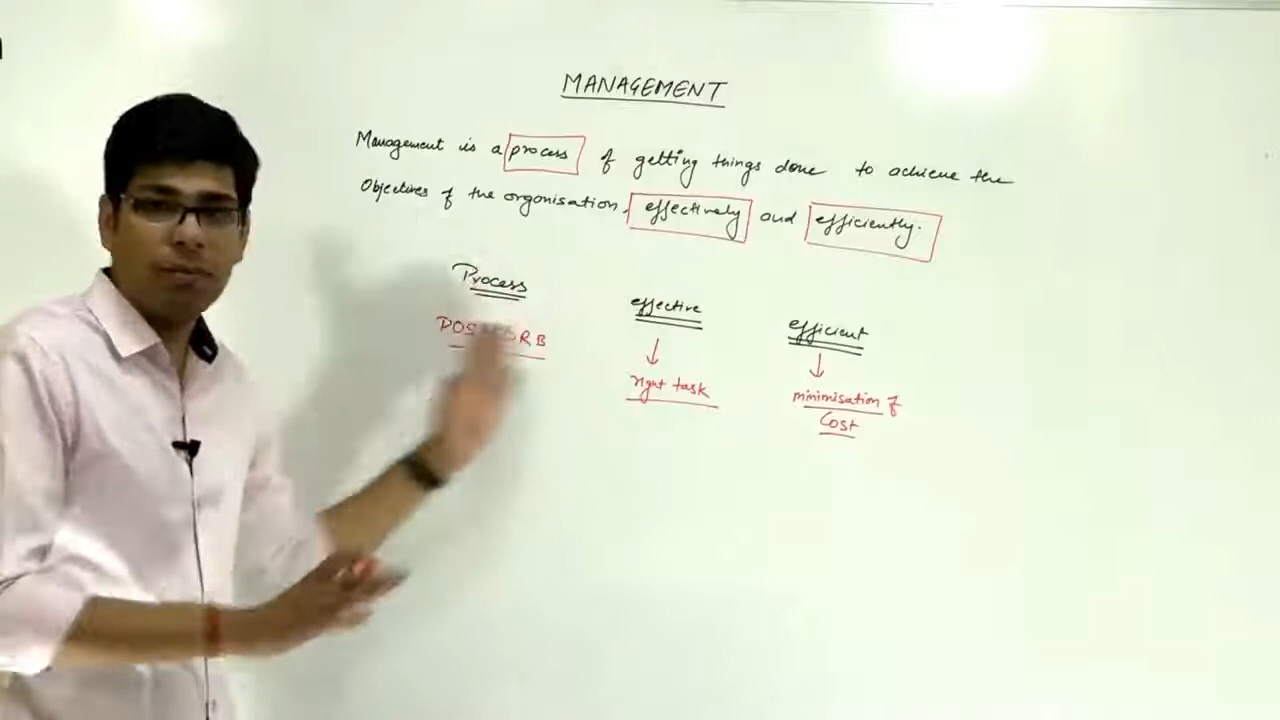 MANAGEMENT
Management is a process of getting things done to achieve the
Objectives of the organisation, effectively and efficiently.
Process effective efficient
right task minimisation of
Cost